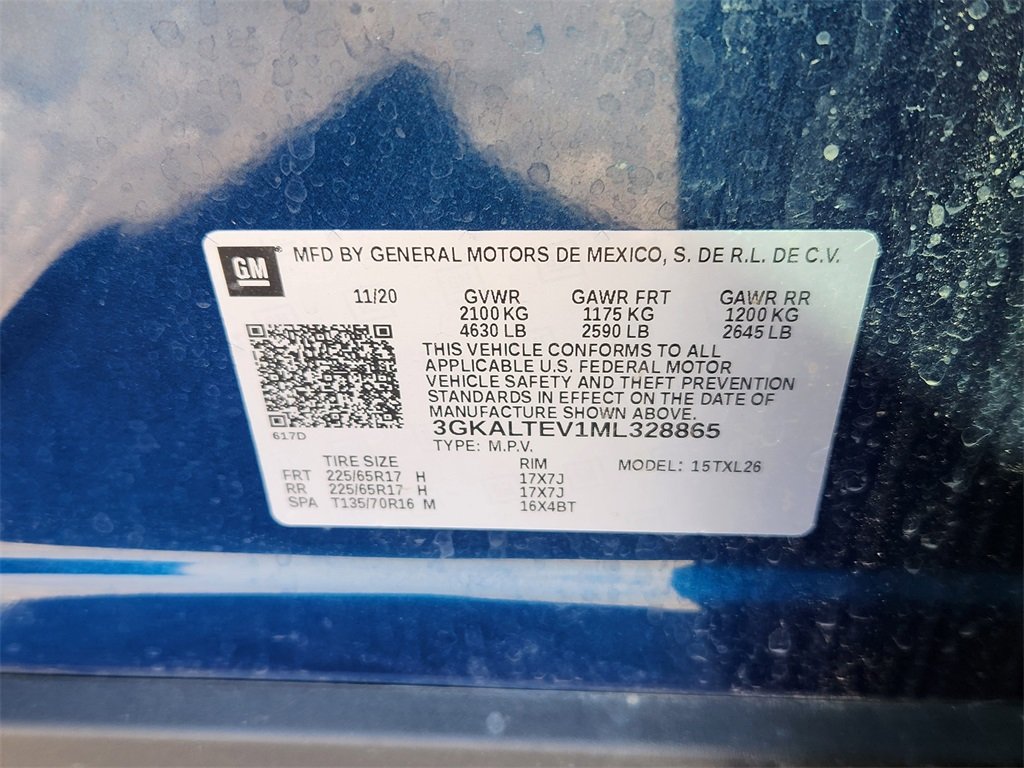 GM
MFD BY GENERAL MOTORS DE MEXICO, S. DE R.L. DE C.V.
11/20 GVWR GAWR FRT GAWR RR
2100 KG 1175 KG 1200 KG
4630 LB 2590 LB 2645 LB
THIS VEHICLE CONFORMS TO ALL
APPLICABLE U.S. FEDERAL MOTOR
VEHICLE SAFETY AND THEFT PREVENTION
STANDARDS IN EFFECT ON THE DATE OF
MANUFACTURE SHOWN ABOVE.
617D
3GKALTEV1ML328865
TYPE: M.P.V.
TIRE SIZE RIM MODEL: 15TXL26
FRT 225/65R17 H 17X7J
RR 225/65R17 H 17X7J
SPA T135/70R16 M 16X4BT